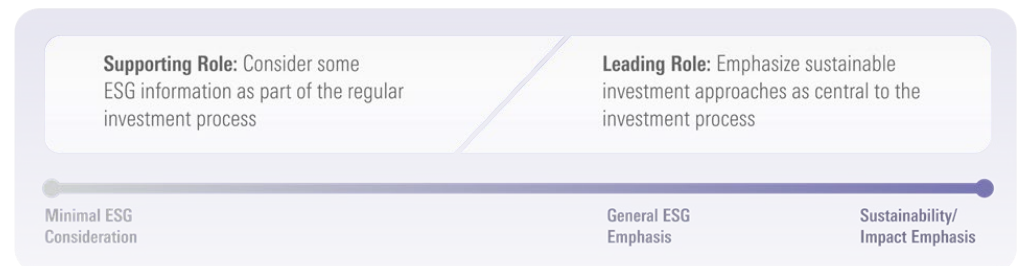 Supporting Role: Consider some
ESG information as part of the regular
investment process
Leading Role: Emphasize sustainable
investment approaches as central to the
investment process
Minimal ESG
Consideration
General ESG
Emphasis
Sustainability/
Impact Emphasis